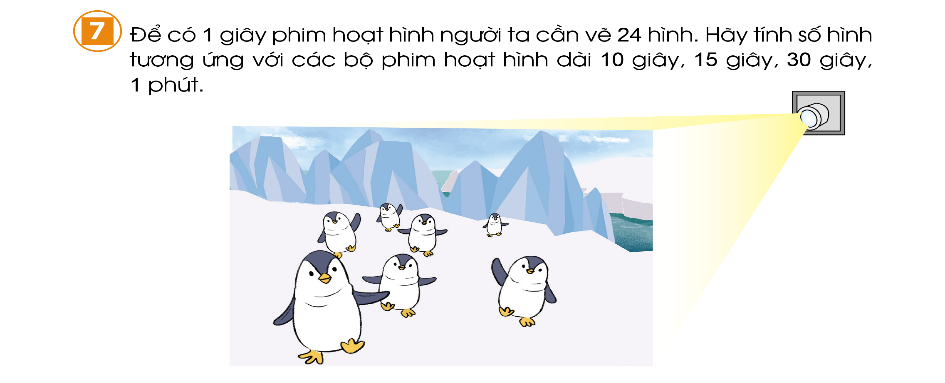 7
Để có 1 giây phim hoạt hình người ta cần vẽ 24 hình. Hãy tính số hình
tương ứng với các bộ phim hoạt hình dài 10 giây, 15 giây, 30 giây,
1 phút.